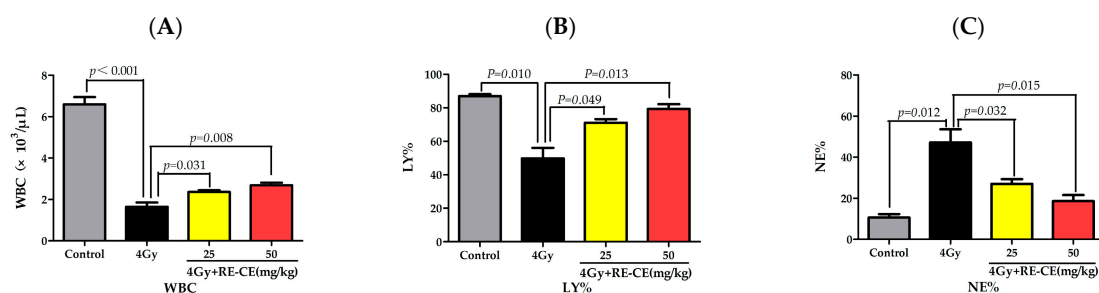 (A)
p＜0.001
p=0.008
p=0.031
WBC (× 10³/μL)
8
6
4
2
0
Control
4Gy
25
50
4Gy+RE-CE(mg/kg)
WBC
(B)
P=0.010
P=0.013
P=0.049
LY%
100
80
60
40
20
0
Control
4Gy
25
50
4Gy+RE-CE(mg/kg)
LY%
(C)
p=0.015
p=0.012
p=0.032
NE%
80
60
40
20
0
Control
4Gy
25
50
4Gy+RE-CE(mg/kg)
NE%